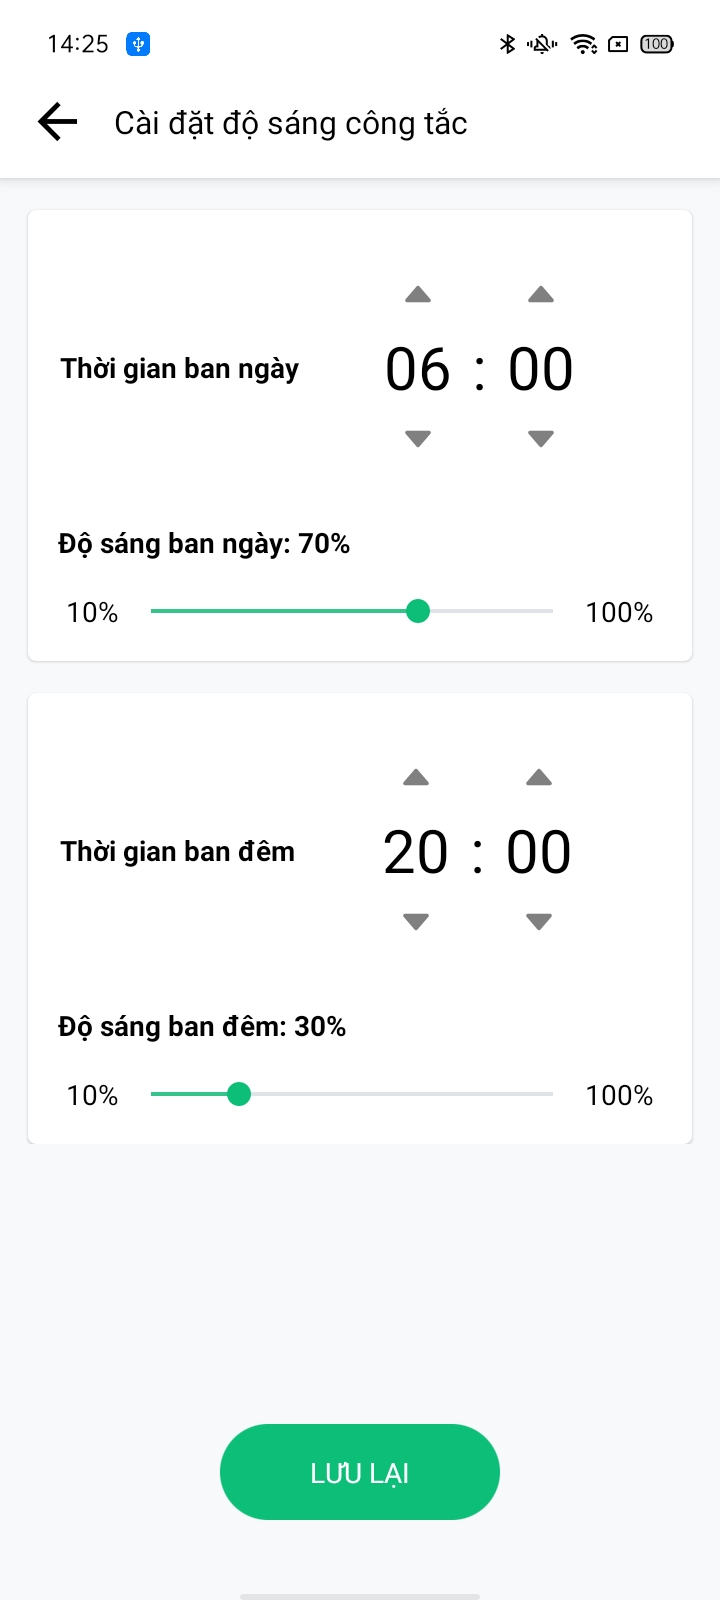 14:25
100
Cài đặt độ sáng công tắc
Thời gian ban ngày
06 : 00
Độ sáng ban ngày: 70%
10% 100%
Thời gian ban đêm
20 : 00
Độ sáng ban đêm: 30%
10% 100%
LƯU LẠI